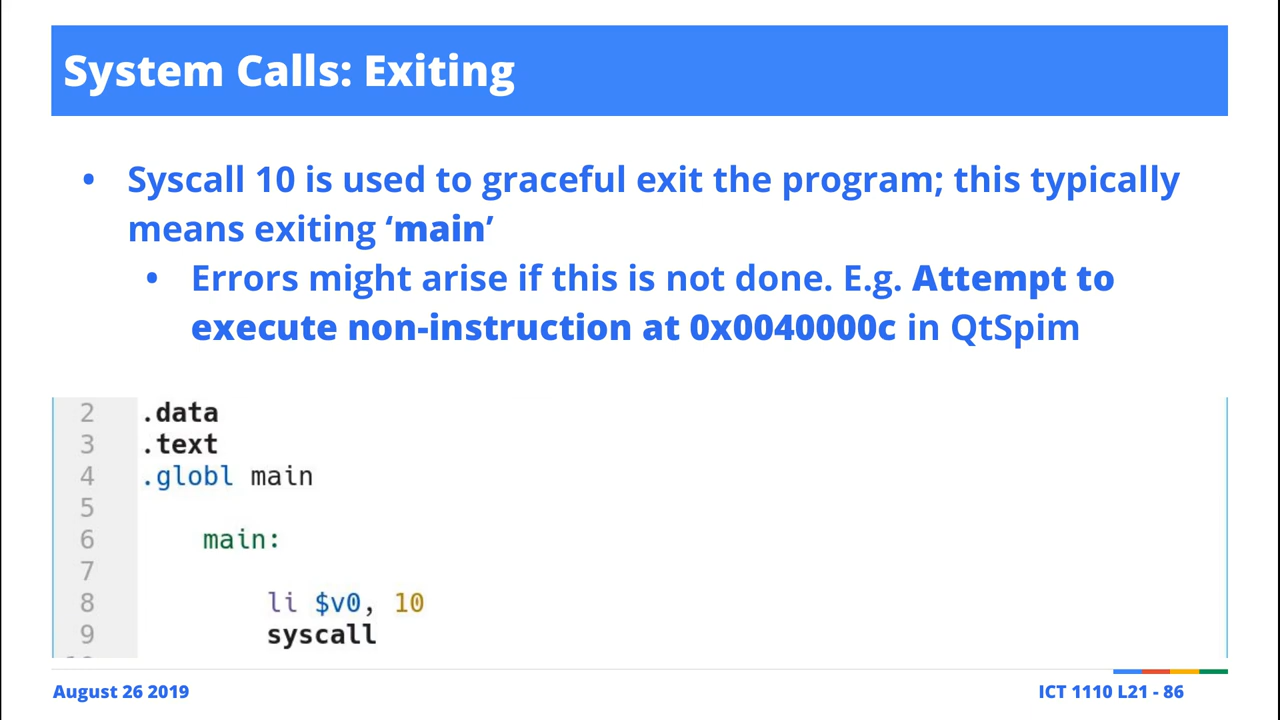 System Calls: Exiting
• Syscall 10 is used to graceful exit the program; this typically
means exiting ‘main’
• Errors might arise if this is not done. E.g. Attempt to
execute non-instruction at 0x0040000c in QtSpim
2 .data
3 .text
4 .globl main
5
6 main:
7
8 li $v0, 10
9 syscall
August 26 2019
ICT 1110 L21 - 86